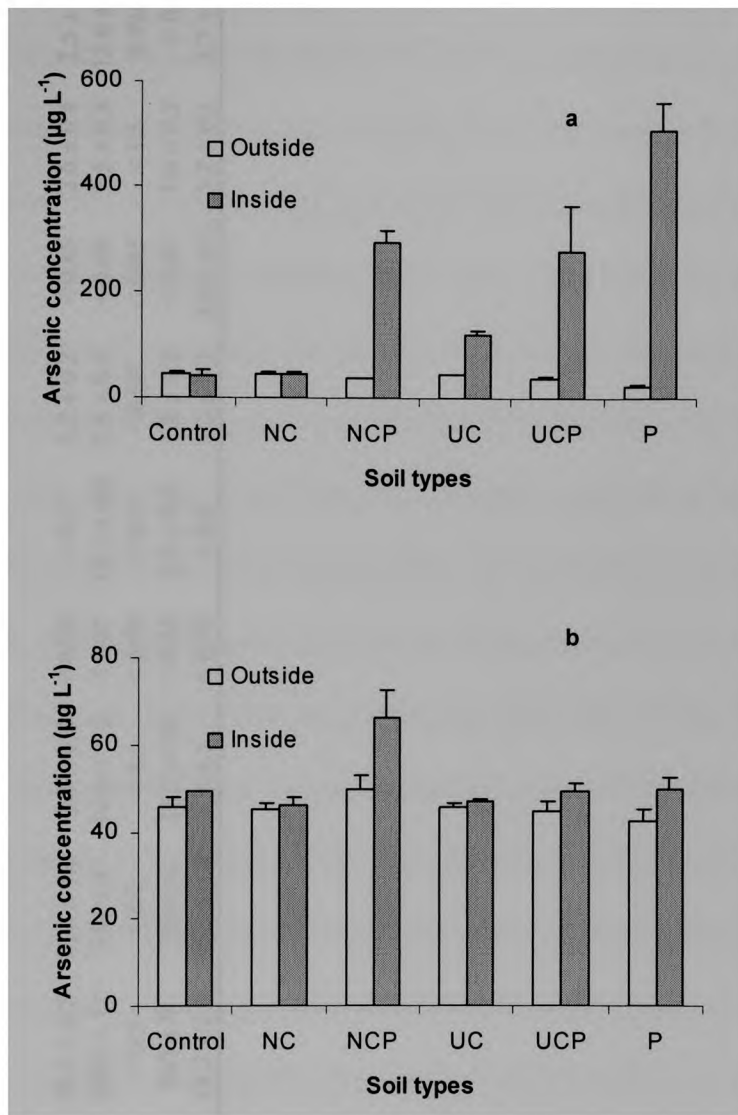 a
600
400
200
0
Arsenic concentration (µg L-1)
Outside
Inside
Control NC NCP UC UCP P
Soil types
b
80
60
40
20
0
Arsenic concentration (µg L-1)
Outside
Inside
Control NC NCP UC UCP P
Soil types